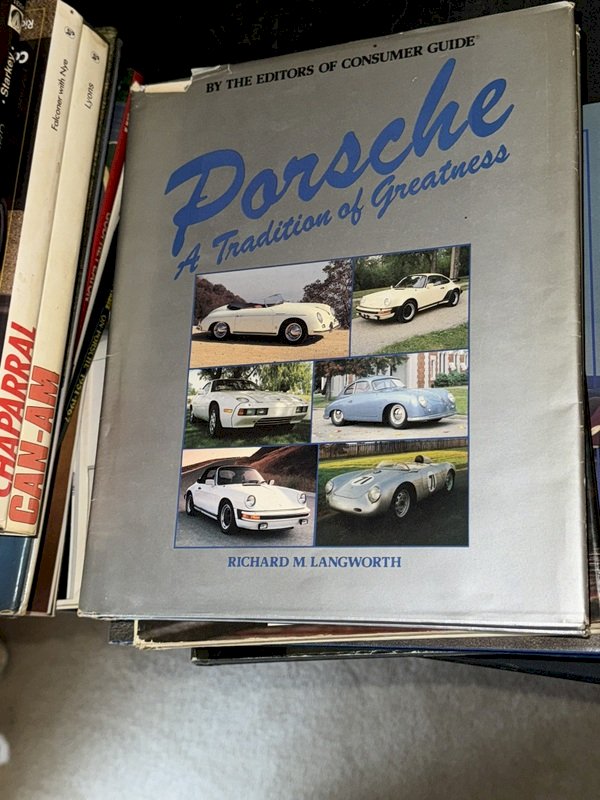 BY THE EDITORS OF CONSUMER GUIDE®
Porsche
A Tradition of Greatness
RICHARD M. LANGWORTH
Starkey
Falconer with Nye
CHAPARRAL
Lyons
CAN-AM